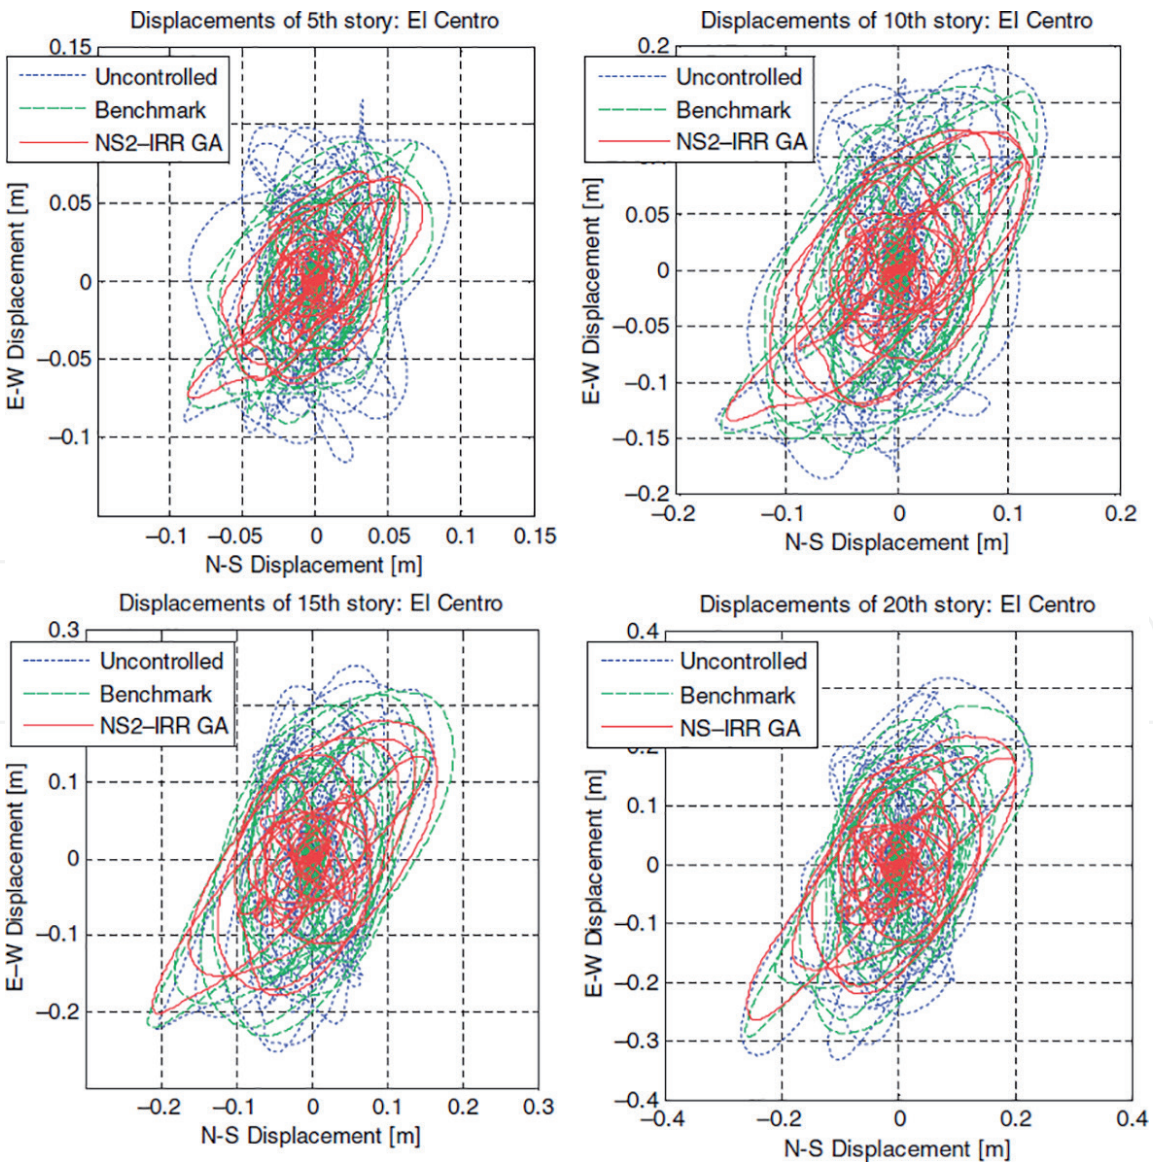 Displacements of 5th story: El Centro
0.15
Uncontrolled
Benchmark
NS2–IRR GA
0.05
0
–0.05
–0.1
E-W Displacement [m]
–0.1 –0.05 0 0.05 0.1 0.15
N-S Displacement [m]
Displacements of 10th story: El Centro
0.2
Uncontrolled
Benchmark
NS2–IRR GA
0.05
0
–0.05
–0.1
–0.15
–0.2
E-W Displacement [m]
–0.2 –0.1 0 0.1 0.2
N-S Displacement [m]
Displacements of 15th story: El Centro
0.3
Uncontrolled
Benchmark
NS2–IRR GA
0.1
0
–0.1
–0.2
E–W Displacement [m]
–0.2 –0.1 0 0.1 0.2 0.3
N-S Displacement [m]
Displacements of 20th story: El Centro
0.4
Uncontrolled
Benchmark
NS–IRR GA
0.2
0.1
0
–0.1
–0.2
–0.3
–0.4
E-W Displacement [m]
–0.4 –0.2 0 0.2 0.4
N-S Displacement [m]